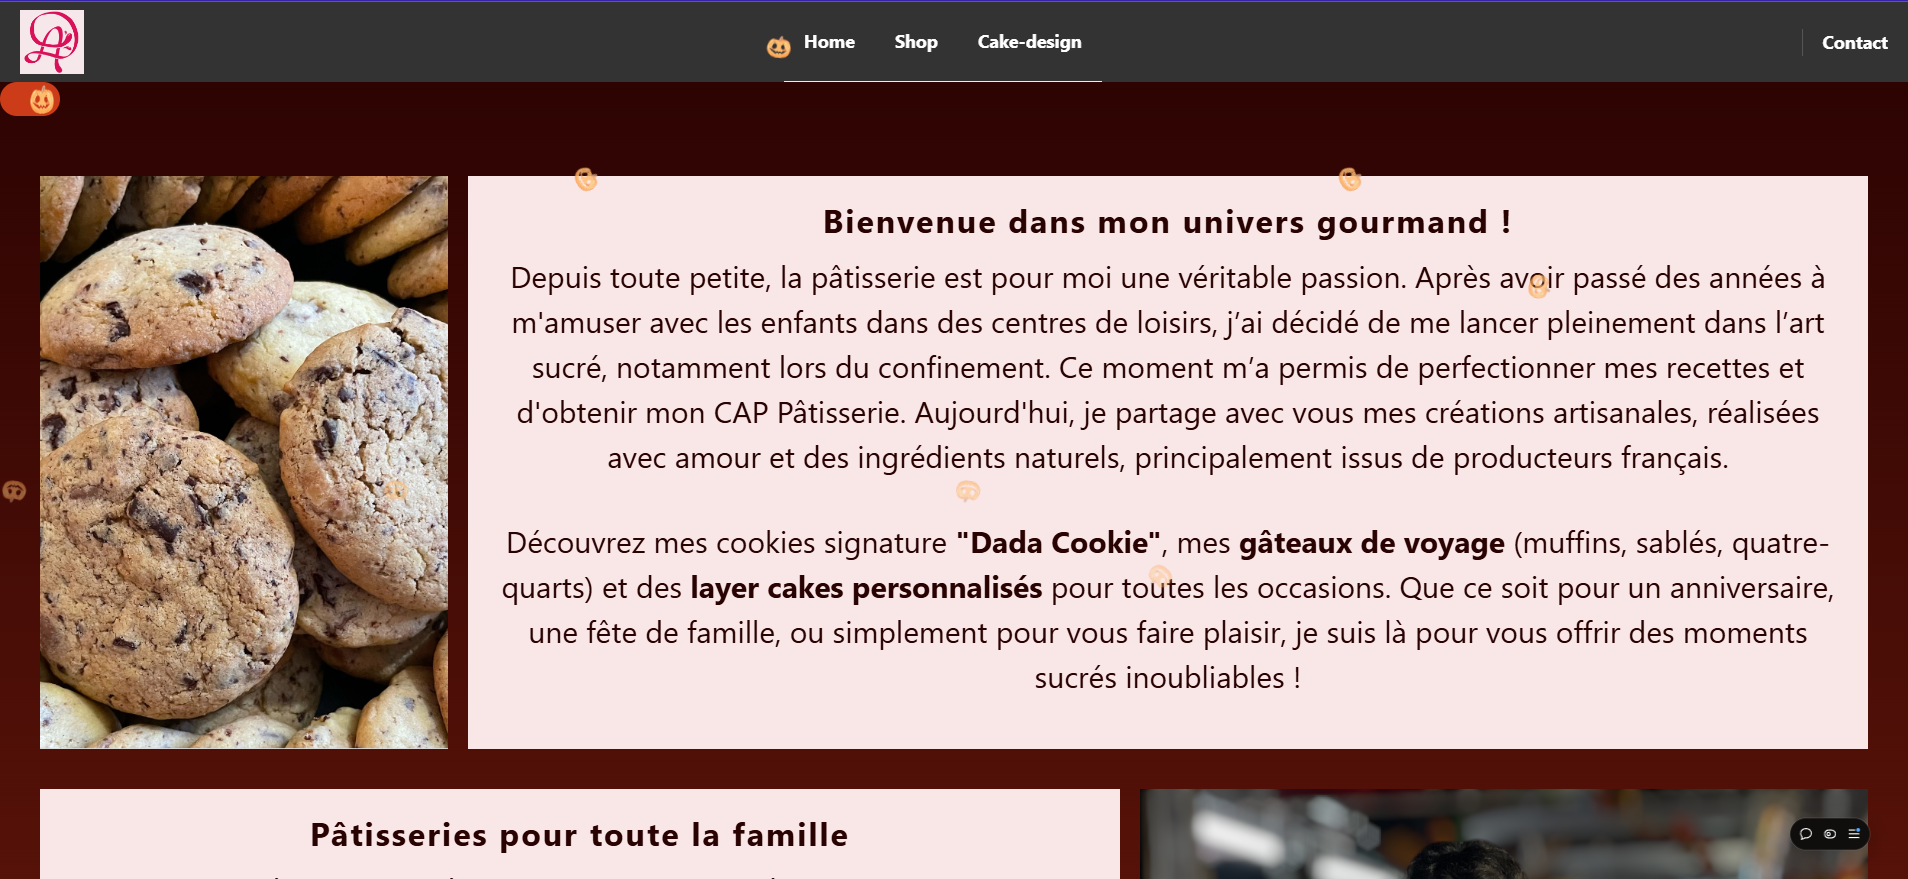 Home
Shop
Cake-design
Contact
Bienvenue dans mon univers gourmand !
Depuis toute petite, la pâtisserie est pour moi une véritable passion. Après avoir passé des années à
m'amuser avec les enfants dans des centres de loisirs, j’ai décidé de me lancer pleinement dans l’art
sucré, notamment lors du confinement. Ce moment m’a permis de perfectionner mes recettes et
d'obtenir mon CAP Pâtisserie. Aujourd'hui, je partage avec vous mes créations artisanales, réalisées
avec amour et des ingrédients naturels, principalement issus de producteurs français.
Découvrez mes cookies signature "Dada Cookie", mes gâteaux de voyage (muffins, sablés, quatre-
quarts) et des layer cakes personnalisés pour toutes les occasions. Que ce soit pour un anniversaire,
une fête de famille, ou simplement pour vous faire plaisir, je suis là pour vous offrir des moments
sucrés inoubliables !
Pâtisseries pour toute la famille